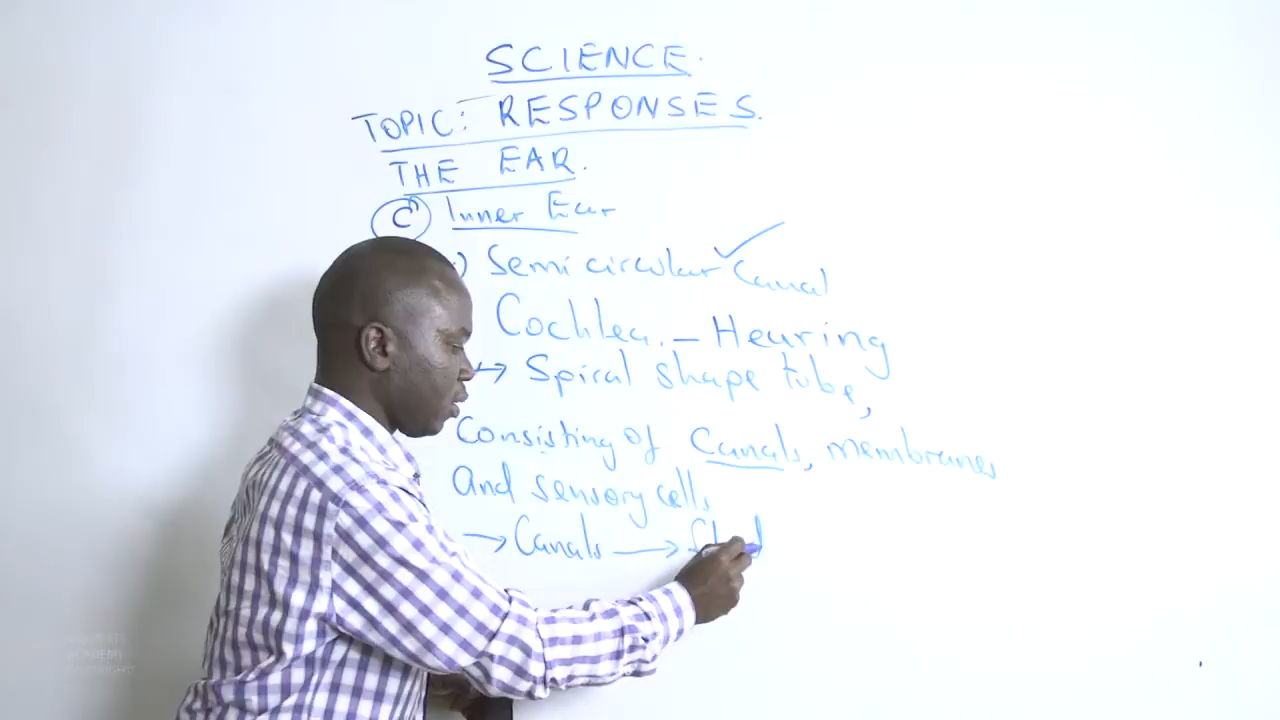 SCIENCE.
TOPIC: RESPONSES.
THE EAR.
C Inner Ear
) Semi circular Canal
Cochlea. - Hearing
→ Spiral shape tube,
Consisting of Canals, membranes
And sensory cells
→ Canals →
ACADEMY